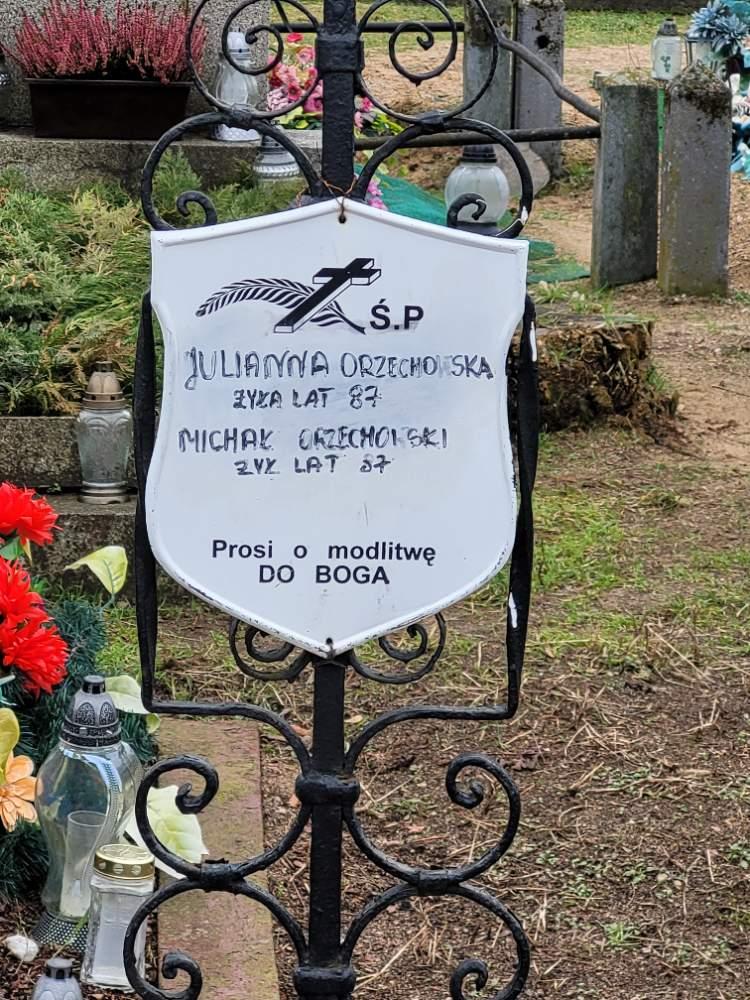 Ś.P
JULIANNA ORZECHOWSKA
ŻYŁA LAT 87
MICHAŁ ORZECHOWSKI
ŻYŁ LAT 87
Prosi o modlitwę
DO BOGA